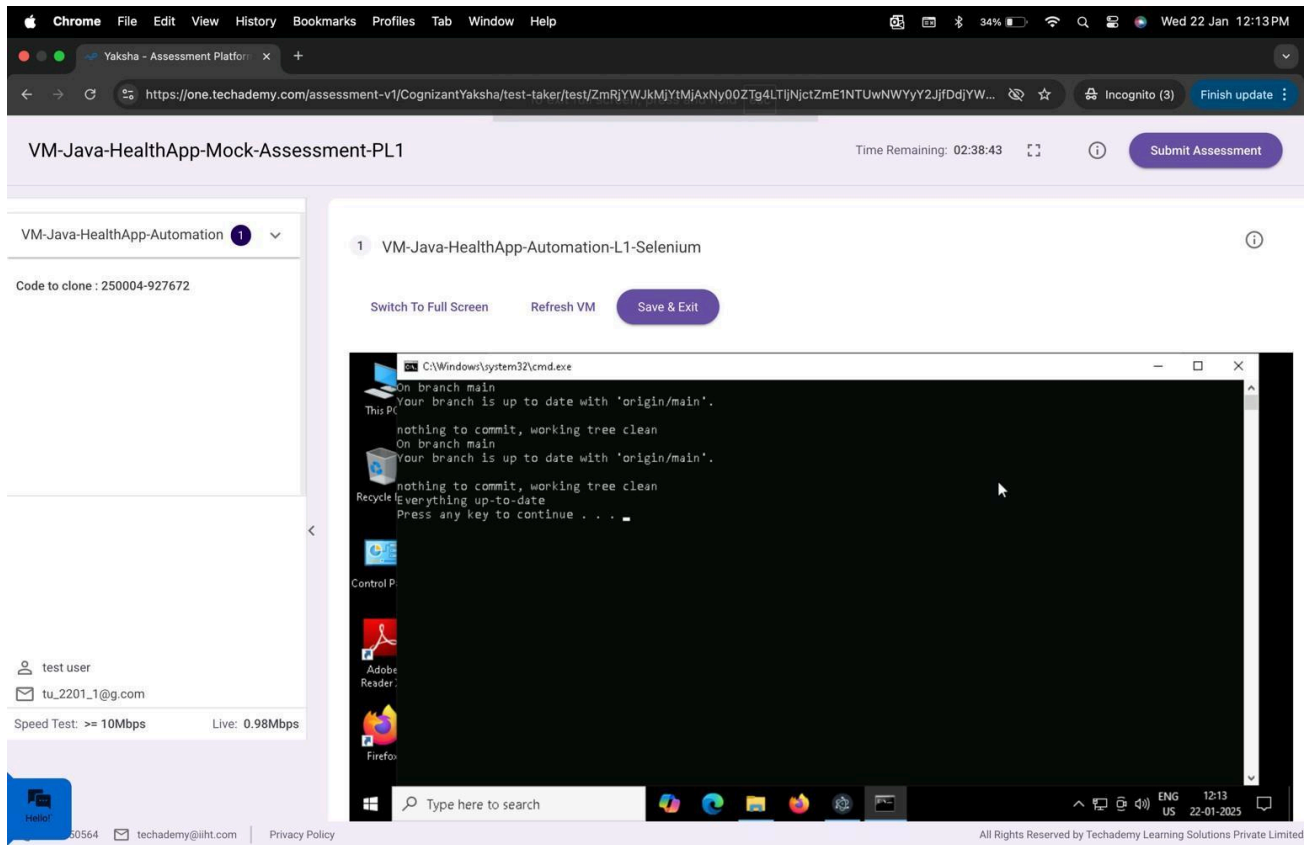 Chrome File Edit View History Bookmarks Profiles Tab Window Help 34% Wed 22 Jan 12:13 PM
Yaksha - Assessment Platform
https://one.techademy.com/assessment-v1/CognizantYaksha/test-taker/test/ Incognito (3) Finish update
VM-Java-HealthApp-Mock-Assessment-PL1 Time Remaining: 02:38:43 Submit Assessment
VM-Java-HealthApp-Automation 1
Code to clone : 250004-927672
test user
tu_2201_1@g.com
Speed Test: >= 10Mbps Live: 0.98Mbps
1 VM-Java-HealthApp-Automation-L1-Selenium
Switch To Full Screen Refresh VM Save & Exit
C:\Windows\system32\cmd.exe
On branch main
Your branch is up to date with 'origin/main'.
nothing to commit, working tree clean
On branch main
Your branch is up to date with 'origin/main'.
nothing to commit, working tree clean
Everything up-to-date
Press any key to continue . . .
This PC
Recycle
Control P
Adobe
Reader
Firefox
Type here to search
ENG 12:13
US 22-01-2025
Hello!
50564 techademy@iiht.com Privacy Policy All Rights Reserved by Techademy Learning Solutions Private Limited